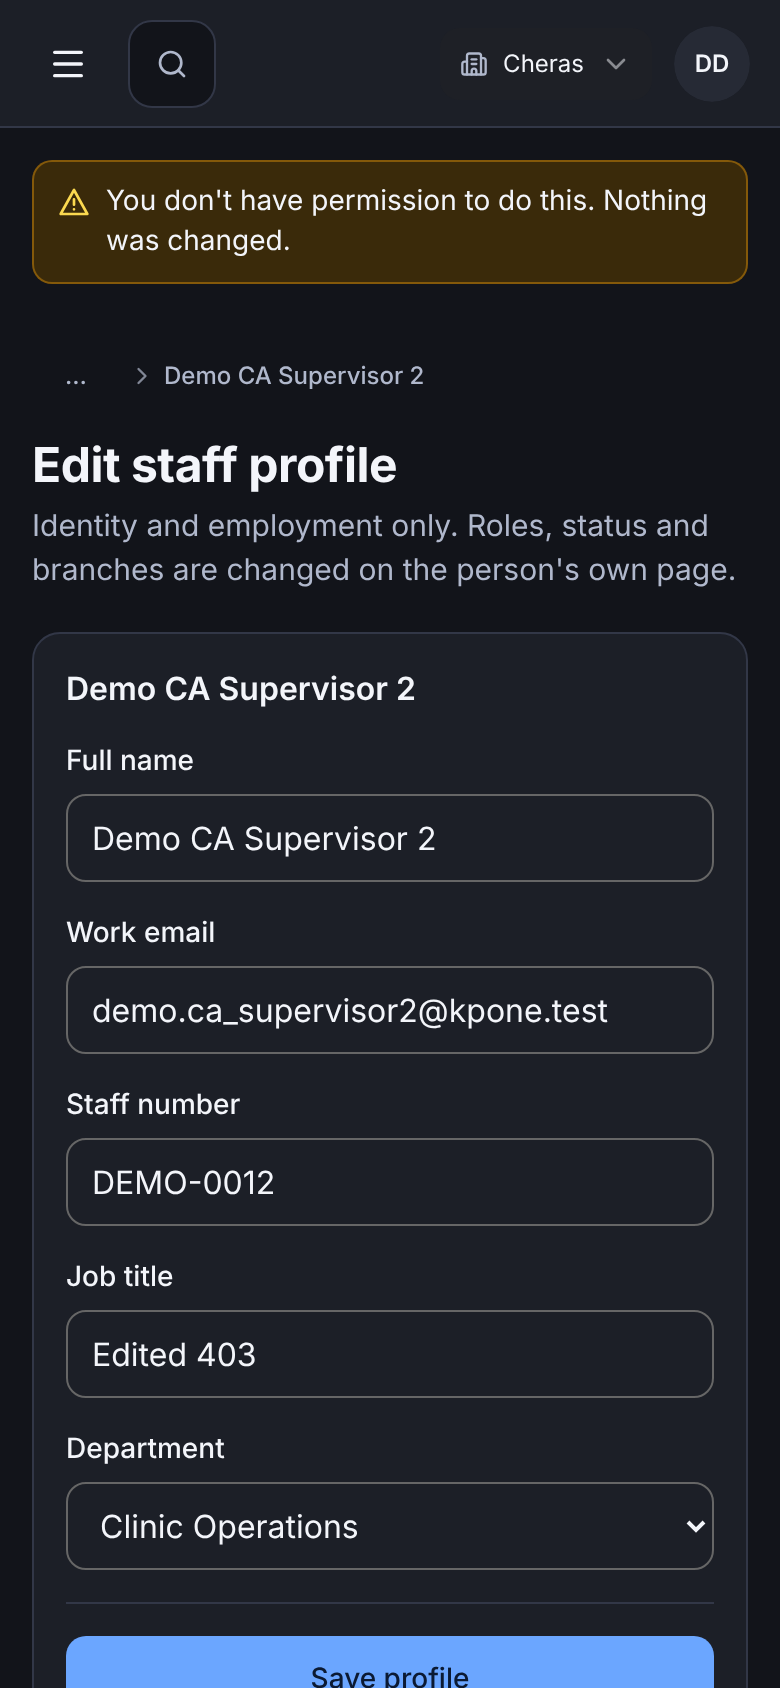 Cheras
DD
You don't have permission to do this. Nothing
was changed.
...
Demo CA Supervisor 2
Edit staff profile
Identity and employment only. Roles, status and
branches are changed on the person's own page.
Demo CA Supervisor 2
Full name
Demo CA Supervisor 2
Work email
demo.ca_supervisor2@kpone.test
Staff number
DEMO-0012
Job title
Edited 403
Department
Clinic Operations
Save profile